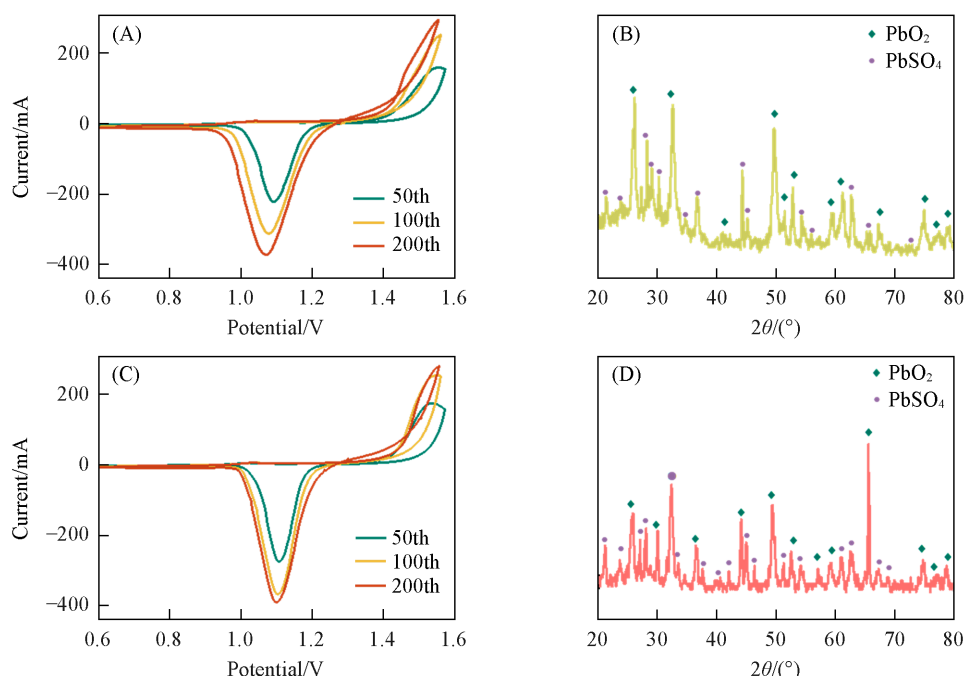 (A)
200
0
−200
−400
Current/mA
50th
100th
200th
0.6 0.8 1.0 1.2 1.4 1.6
Potential/V
(B)
PbO₂
PbSO₄
20 30 40 50 60 70 80
2θ/(°)
(C)
200
0
−200
−400
Current/mA
50th
100th
200th
0.6 0.8 1.0 1.2 1.4 1.6
Potential/V
(D)
PbO₂
PbSO₄
20 30 40 50 60 70 80
2θ/(°)